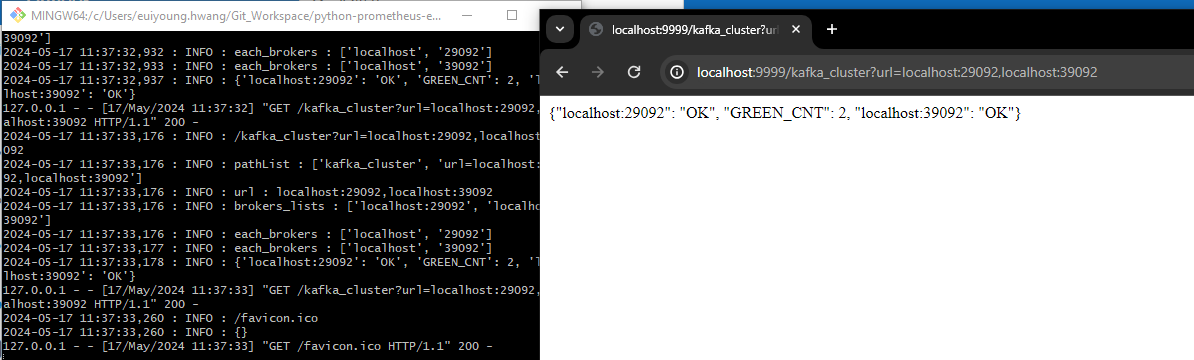 MINGW64:/c/Users/euiyoung.hwang/Git_Workspace/python-prometheus-e...
39092']
2024-05-17 11:37:32,932 : INFO : each_brokers : ['localhost', '29092']
2024-05-17 11:37:32,933 : INFO : each_brokers : ['localhost', '39092']
2024-05-17 11:37:32,937 : INFO : {'localhost:29092': 'OK', 'GREEN_CNT': 2, 'l
lhost:39092': 'OK'}
127.0.0.1 - - [17/May/2024 11:37:32] "GET /kafka_cluster?url=localhost:29092,
alhost:39092 HTTP/1.1" 200 -
2024-05-17 11:37:33,176 : INFO : /kafka_cluster?url=localhost:29092,localhost
092
2024-05-17 11:37:33,176 : INFO : pathList : ['kafka_cluster', 'url=localhost:
92,localhost:39092']
2024-05-17 11:37:33,176 : INFO : url : localhost:29092,localhost:39092
2024-05-17 11:37:33,176 : INFO : brokers_lists : ['localhost:29092', 'localho
39092']
2024-05-17 11:37:33,176 : INFO : each_brokers : ['localhost', '29092']
2024-05-17 11:37:33,177 : INFO : each_brokers : ['localhost', '39092']
2024-05-17 11:37:33,178 : INFO : {'localhost:29092': 'OK', 'GREEN_CNT': 2, 'l
lhost:39092': 'OK'}
127.0.0.1 - - [17/May/2024 11:37:33] "GET /kafka_cluster?url=localhost:29092,
alhost:39092 HTTP/1.1" 200 -
2024-05-17 11:37:33,260 : INFO : /favicon.ico
2024-05-17 11:37:33,260 : INFO : {}
127.0.0.1 - - [17/May/2024 11:37:33] "GET /favicon.ico HTTP/1.1" 200 -
localhost:9999/kafka_cluster?url
localhost:9999/kafka_cluster?url=localhost:29092,localhost:39092
{"localhost:29092": "OK", "GREEN_CNT": 2, "localhost:39092": "OK"}